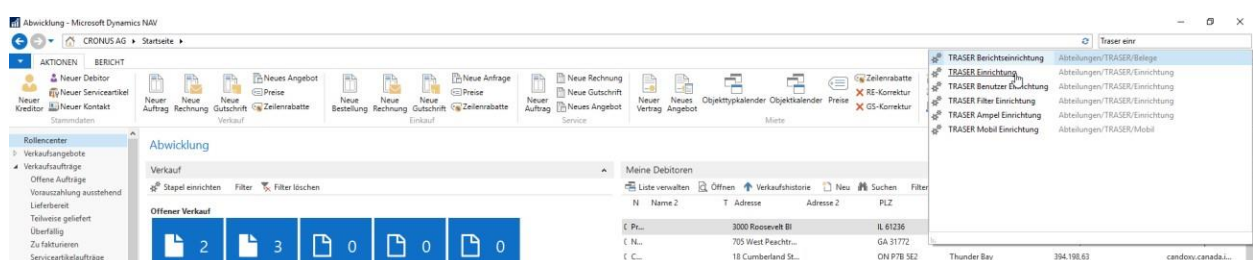 Abwicklung - Microsoft Dynamics NAV
CRONUS AG ▸ Startseite ▸
Traser einr
AKTIONEN BERICHT
Neuer Kreditor
Neuer Debitor
Neuer Serviceartikel
Neuer Kontakt
Stammdaten
Neuer Auftrag
Neue Rechnung
Neue Gutschrift
Neues Angebot
Preise
Zeilenrabatte
Verkauf
Neue Bestellung
Neue Rechnung
Neue Gutschrift
Neue Anfrage
Preise
Zeilenrabatte
Einkauf
Neuer Auftrag
Neue Rechnung
Neue Gutschrift
Neues Angebot
Service
Neuer Vertrag
Neues Angebot
Objekttypkalender
Objektkalender
Preise
Zeilenrabatte
RE-Korrektur
GS-Korrektur
Miete
TRASER Berichtseinrichtung Abteilungen/TRASER/Belege
TRASER Einrichtung Abteilungen/TRASER/Einrichtung
TRASER Benutzer Einrichtung Abteilungen/TRASER/Einrichtung
TRASER Filter Einrichtung Abteilungen/TRASER/Einrichtung
TRASER Ampel Einrichtung Abteilungen/TRASER/Einrichtung
TRASER Mobil Einrichtung Abteilungen/TRASER/Mobil
Rollencenter
Verkaufsangebote
Verkaufsaufträge
Offene Aufträge
Vorauszahlung ausstehend
Lieferbereit
Teilweise geliefert
Überfällig
Zu fakturieren
Serviceartikelaufträge
Abwicklung
Verkauf
Stapel einrichten Filter Filter löschen
Offener Verkauf
2 3 0 0 0
Meine Debitoren
Liste verwalten Öffnen Verkaufshistorie Neu Suchen Filter
N Name 2 T Adresse Adresse 2 PLZ
C Pr... 3000 Roosevelt Bl IL 61236
C N... 705 West Peachtr... GA 31772
C C... 18 Cumberland St... ON P7B 5E2 Thunder Bay 394.198,63 candoxy.canada.i...